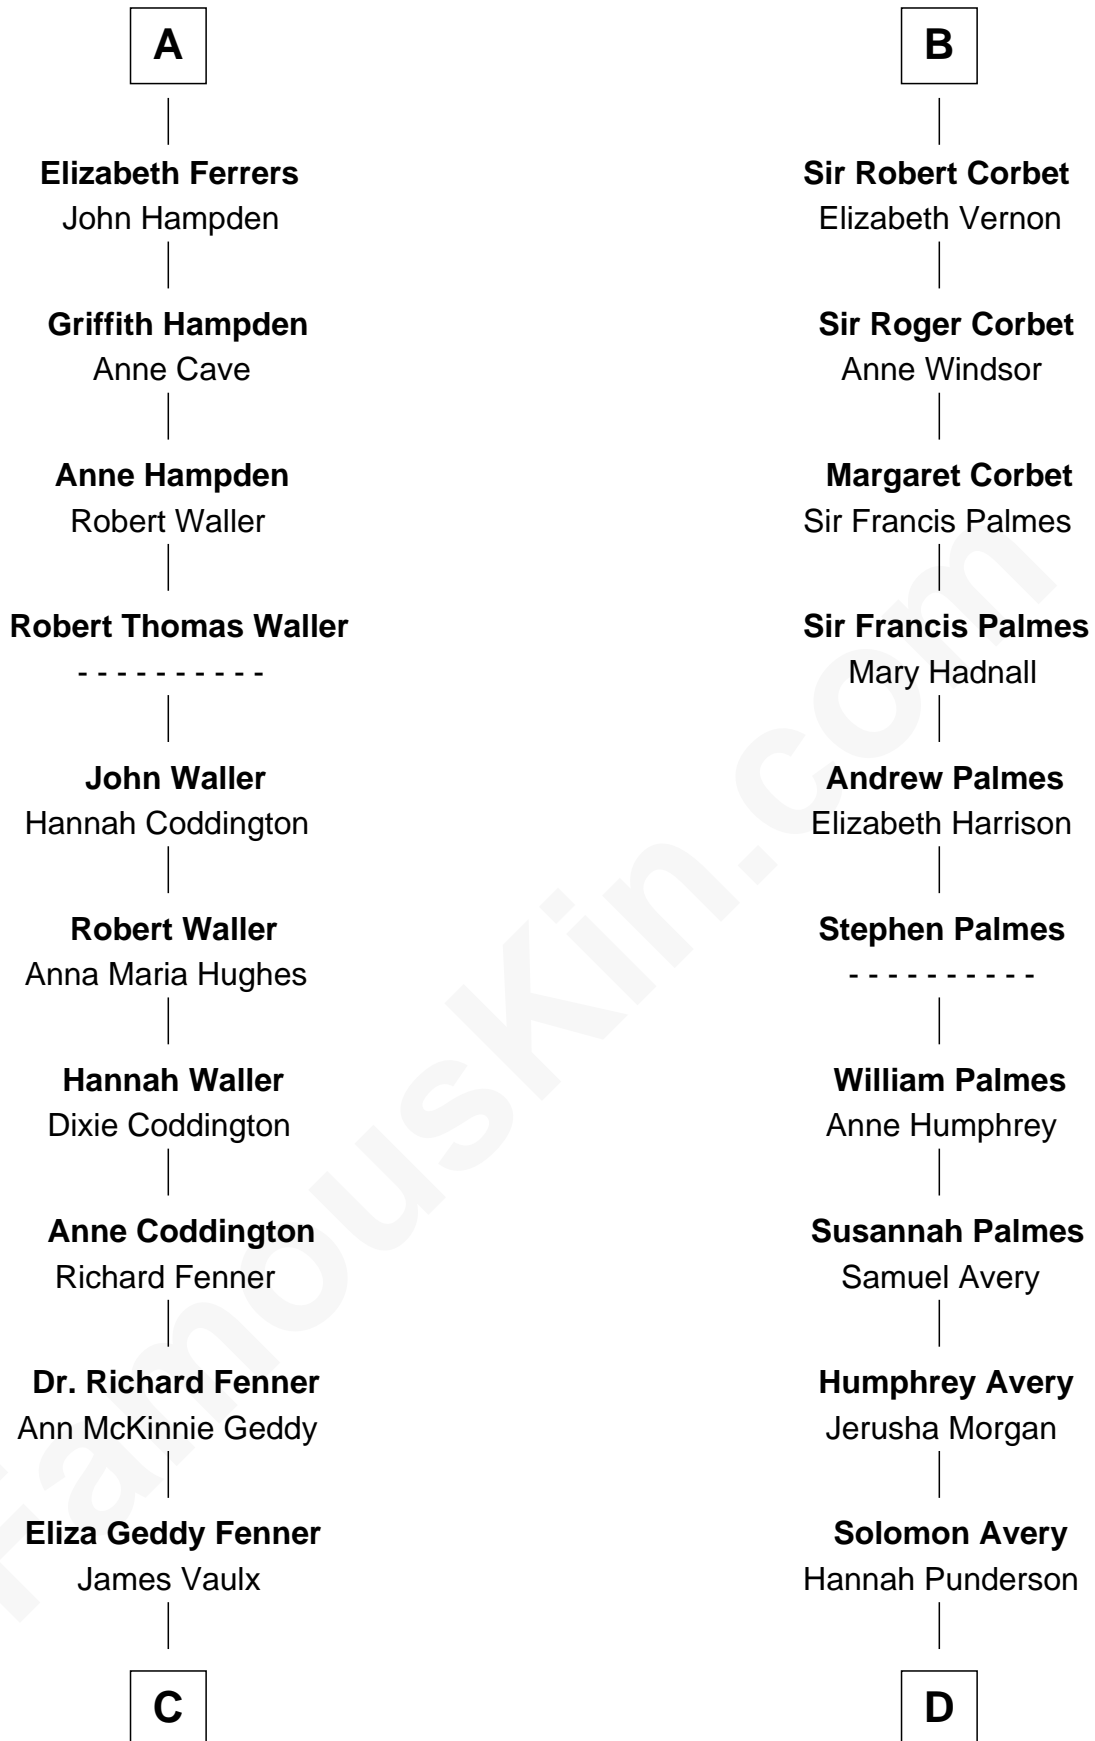 A
Elizabeth Ferrers
John Hampden
Griffith Hampden
Anne Cave
Anne Hampden
Robert Waller
Robert Thomas Waller
- - - - - - - - - -
John Waller
Hannah Coddington
Robert Waller
Anna Maria Hughes
Hannah Waller
Dixie Coddington
Anne Coddington
Richard Fenner
Dr. Richard Fenner
Ann McKinnie Geddy
Eliza Geddy Fenner
James Vaulx
C
B
Sir Robert Corbet
Elizabeth Vernon
Sir Roger Corbet
Anne Windsor
Margaret Corbet
Sir Francis Palmes
Sir Francis Palmes
Mary Hadnall
Andrew Palmes
Elizabeth Harrison
Stephen Palmes
- - - - - - - - - -
William Palmes
Anne Humphrey
Susannah Palmes
Samuel Avery
Humphrey Avery
Jerusha Morgan
Solomon Avery
Hannah Punderson
D
FamousKin.com